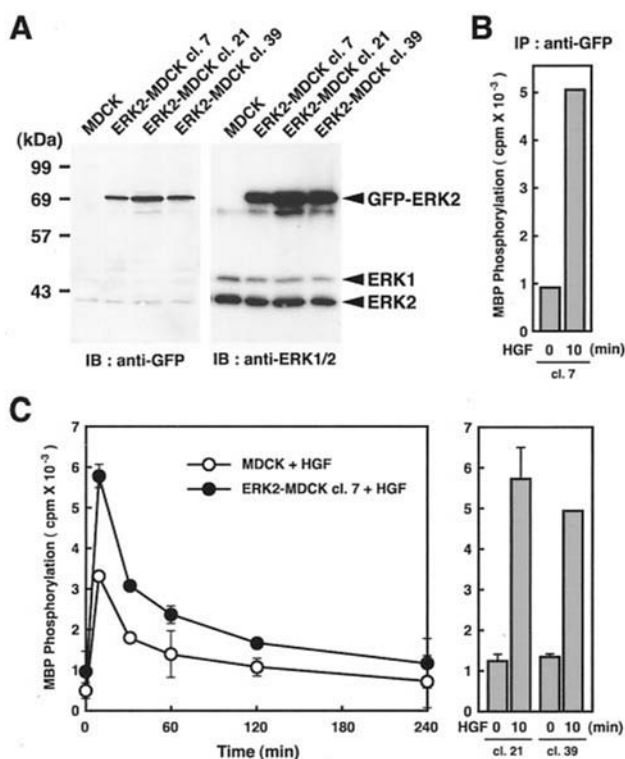 A
MDCK
ERK2-MDCK cl. 7
ERK2-MDCK cl. 21
ERK2-MDCK cl. 39
MDCK
ERK2-MDCK cl. 7
ERK2-MDCK cl. 21
ERK2-MDCK cl. 39
(kDa)
99
69
57
43
GFP-ERK2
ERK1
ERK2
IB : anti-GFP
IB : anti-ERK1/2
B
IP : anti-GFP
MBP Phosphorylation ( cpm X 10⁻³ )
5
4
3
2
1
0
HGF 0 10 (min)
cl. 7
C
MBP Phosphorylation ( cpm X 10⁻³ )
7
6
5
4
3
2
1
0
MDCK + HGF
ERK2-MDCK cl. 7 + HGF
0 60 120 180 240
Time (min)
7
6
5
4
3
2
1
0
HGF 0 10 0 10 (min)
cl. 21 cl. 39